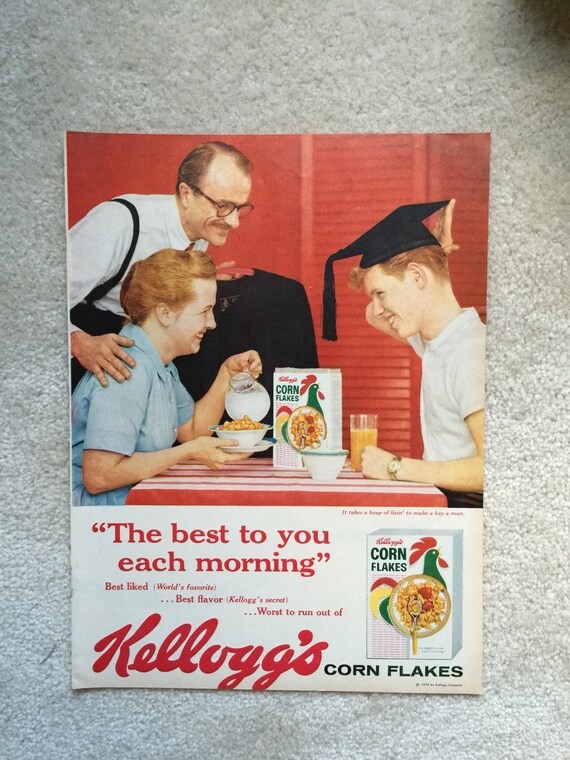 Kellogg's
CORN
FLAKES
It takes a heap of livin' to make a boy a man.
“The best to you
each morning”
Best liked (World's favorite)
...Best flavor (Kellogg's secret)
...Worst to run out of
Kellogg's CORN FLAKES
Kellogg's
CORN
FLAKES